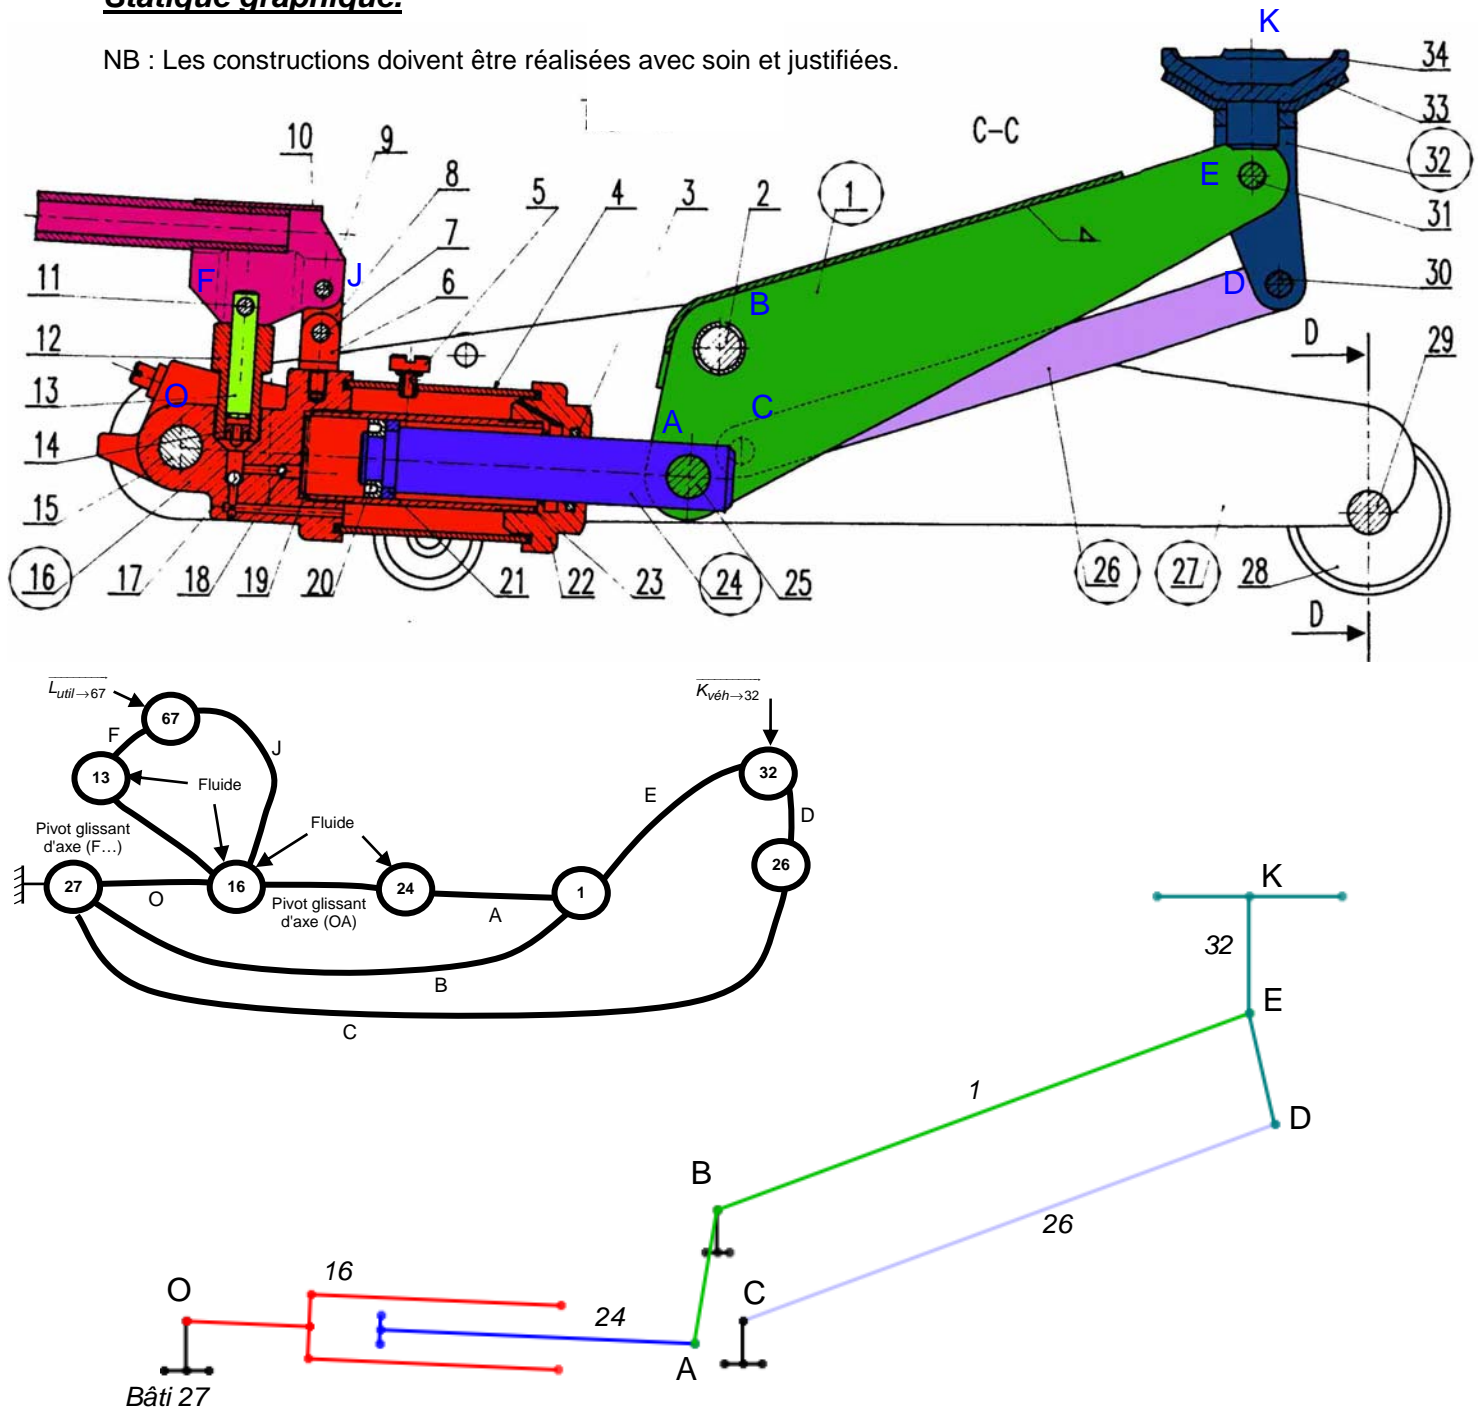 Statique graphique.
K
NB : Les constructions doivent être réalisées avec soin et justifiées.
34
33
C-C
10
9
8
5
4
3
2
1
32
E
7
31
F
J
11
6
B
D
30
12
D
29
13
O
A
C
14
15
16
17
18
19
20
21
22
23
24
25
26
27
28
D
L util→67
K véh→32
67
F
J
13
Fluide
32
E
D
Fluide
Pivot glissant
d'axe (F…)
26
27
16
24
1
O
Pivot glissant
d'axe (OA)
A
B
C
K
32
E
1
D
B
26
16
O
C
24
A
Bâti 27